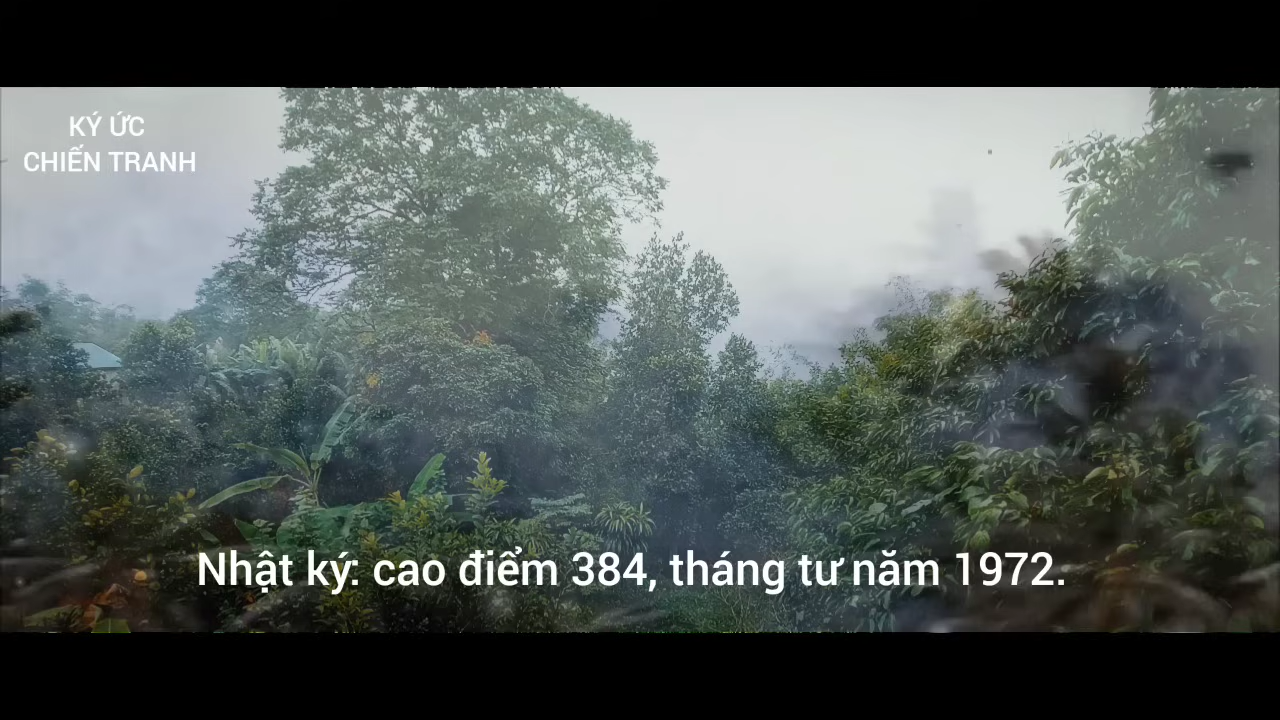 KÝ ỨC
CHIẾN TRANH
Nhật ký: cao điểm 384, tháng tư năm 1972.